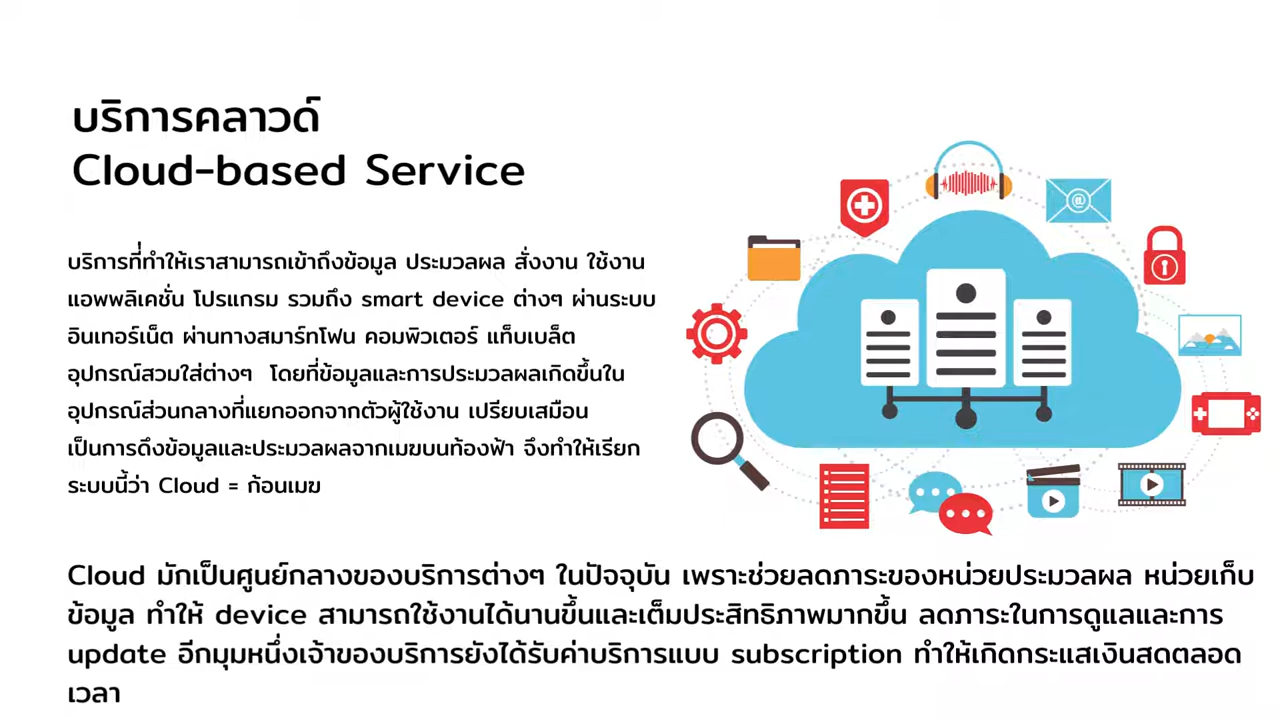 บริการคลาวด์
Cloud-based Service
บริการที่ทำให้เราสามารถเข้าถึงข้อมูล ประมวลผล สั่งงาน ใช้งาน
แอพพลิเคชั่น โปรแกรม รวมถึง smart device ต่างๆ ผ่านระบบ
อินเทอร์เน็ต ผ่านทางสมาร์ทโฟน คอมพิวเตอร์ แท็บเบล็ต
อุปกรณ์สวมใส่ต่างๆ โดยที่ข้อมูลและการประมวลผลเกิดขึ้นใน
อุปกรณ์ส่วนกลางที่แยกออกจากตัวผู้ใช้งาน เปรียบเสมือน
เป็นการดึงข้อมูลและประมวลผลจากเมฆบนท้องฟ้า จึงทำให้เรียก
ระบบนี้ว่า Cloud = ก้อนเมฆ
Cloud มักเป็นศูนย์กลางของบริการต่างๆ ในปัจจุบัน เพราะช่วยลดภาระของหน่วยประมวลผล หน่วยเก็บ
ข้อมูล ทำให้ device สามารถใช้งานได้นานขึ้นและเต็มประสิทธิภาพมากขึ้น ลดภาระในการดูแลและการ
update อีกมุมหนึ่งเจ้าของบริการยังได้รับค่าบริการแบบ subscription ทำให้เกิดกระแสเงินสดตลอด
เวลา